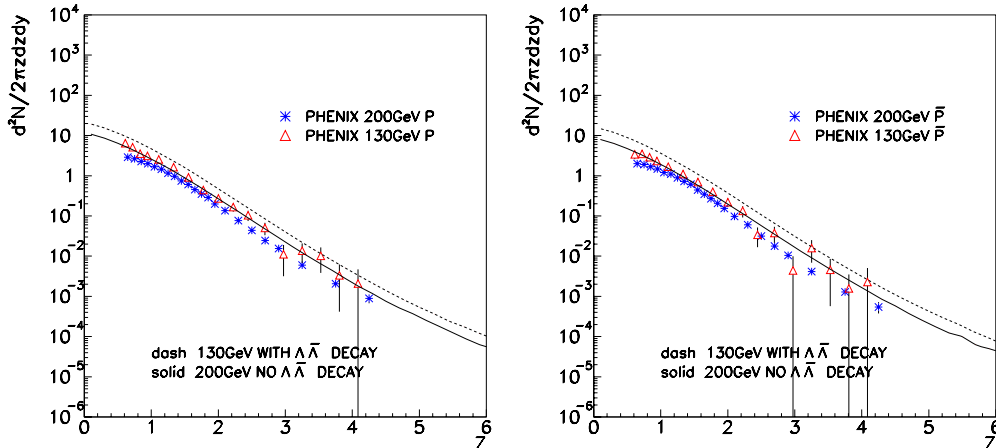 d²N/2πzdzdy
10⁴
10³
10²
10
1
10⁻¹
10⁻²
10⁻³
10⁻⁴
10⁻⁵
10⁻⁶
0 1 2 3 4 5 6
z
PHENIX 200GeV P
PHENIX 130GeV P
dash 130GeV WITH Λ Λ̅ DECAY
solid 200GeV NO Λ Λ̅ DECAY
d²N/2πzdzdy
10⁴
10³
10²
10
1
10⁻¹
10⁻²
10⁻³
10⁻⁴
10⁻⁵
10⁻⁶
0 1 2 3 4 5 6
z
PHENIX 200GeV P̅
PHENIX 130GeV P̅
dash 130GeV WITH Λ Λ̅ DECAY
solid 200GeV NO Λ Λ̅ DECAY